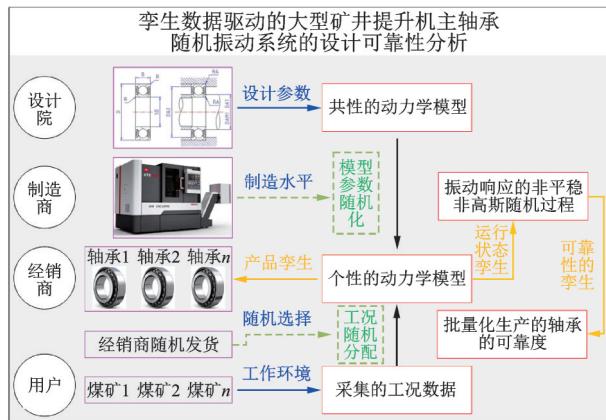 孪生数据驱动的大型矿井提升机主轴承
随机振动系统的设计可靠性分析
设计
院
设计参数
共性的动力学模型
制造
商
制造水平
模型
参数
随机
化
振动响应的非平稳
非高斯随机过程
经销
商
轴承1 轴承2 轴承n
产品孪生
个性的动力学模型
运行
状态
孪生
可靠
性的
孪生
经销商随机发货
随机选择
工况
随机
分配
批量化生产的轴承
的可靠度
用户
煤矿1 煤矿2 煤矿n
工作环境
采集的工况数据